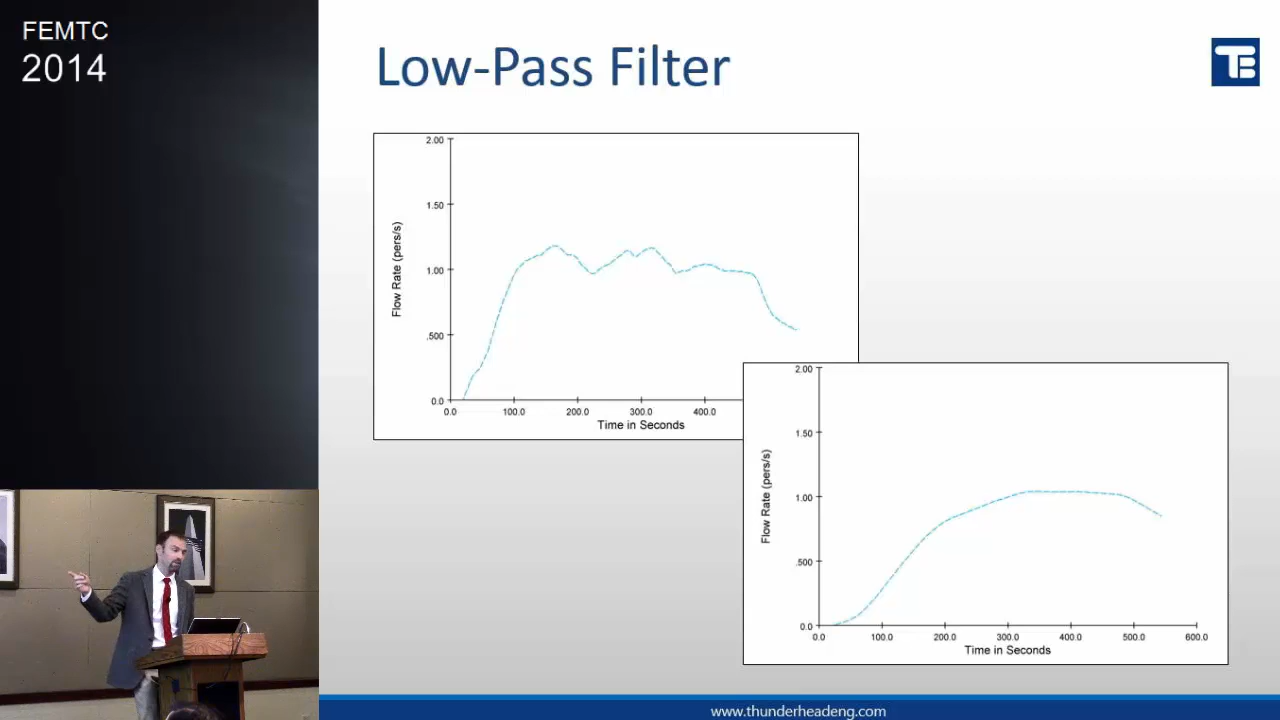 FEMTC
2014
Low-Pass Filter
TE
2.00
1.50
1.00
.500
0.0
Flow Rate (pers/s)
0.0 100.0 200.0 300.0 400.0
Time in Seconds
2.00
1.50
1.00
.500
0.0
Flow Rate (pers/s)
0.0 100.0 200.0 300.0 400.0 500.0 600.0
Time in Seconds
www.thunderheadeng.com